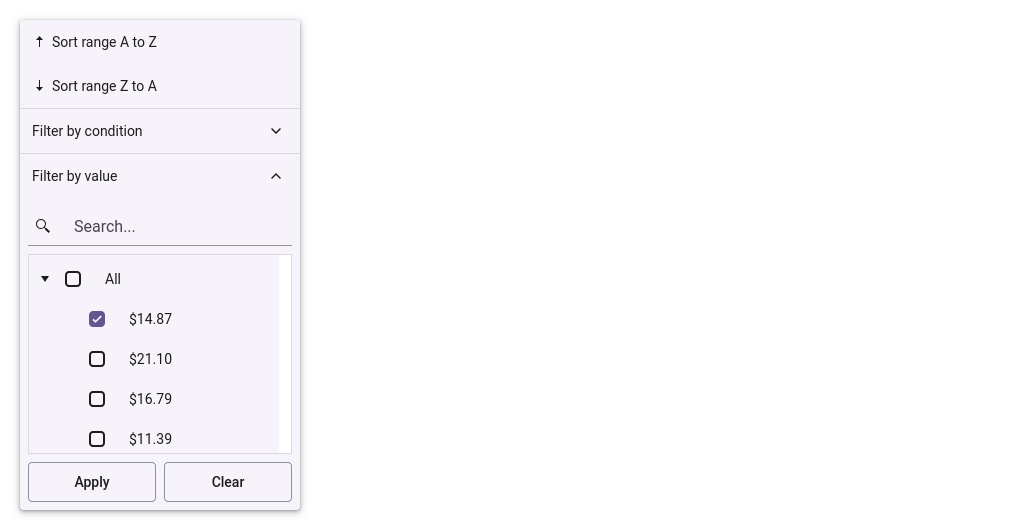 Sort range A to Z
Sort range Z to A
Filter by condition
Filter by value
Search...
All
$14.87
$21.10
$16.79
$11.39
Apply Clear